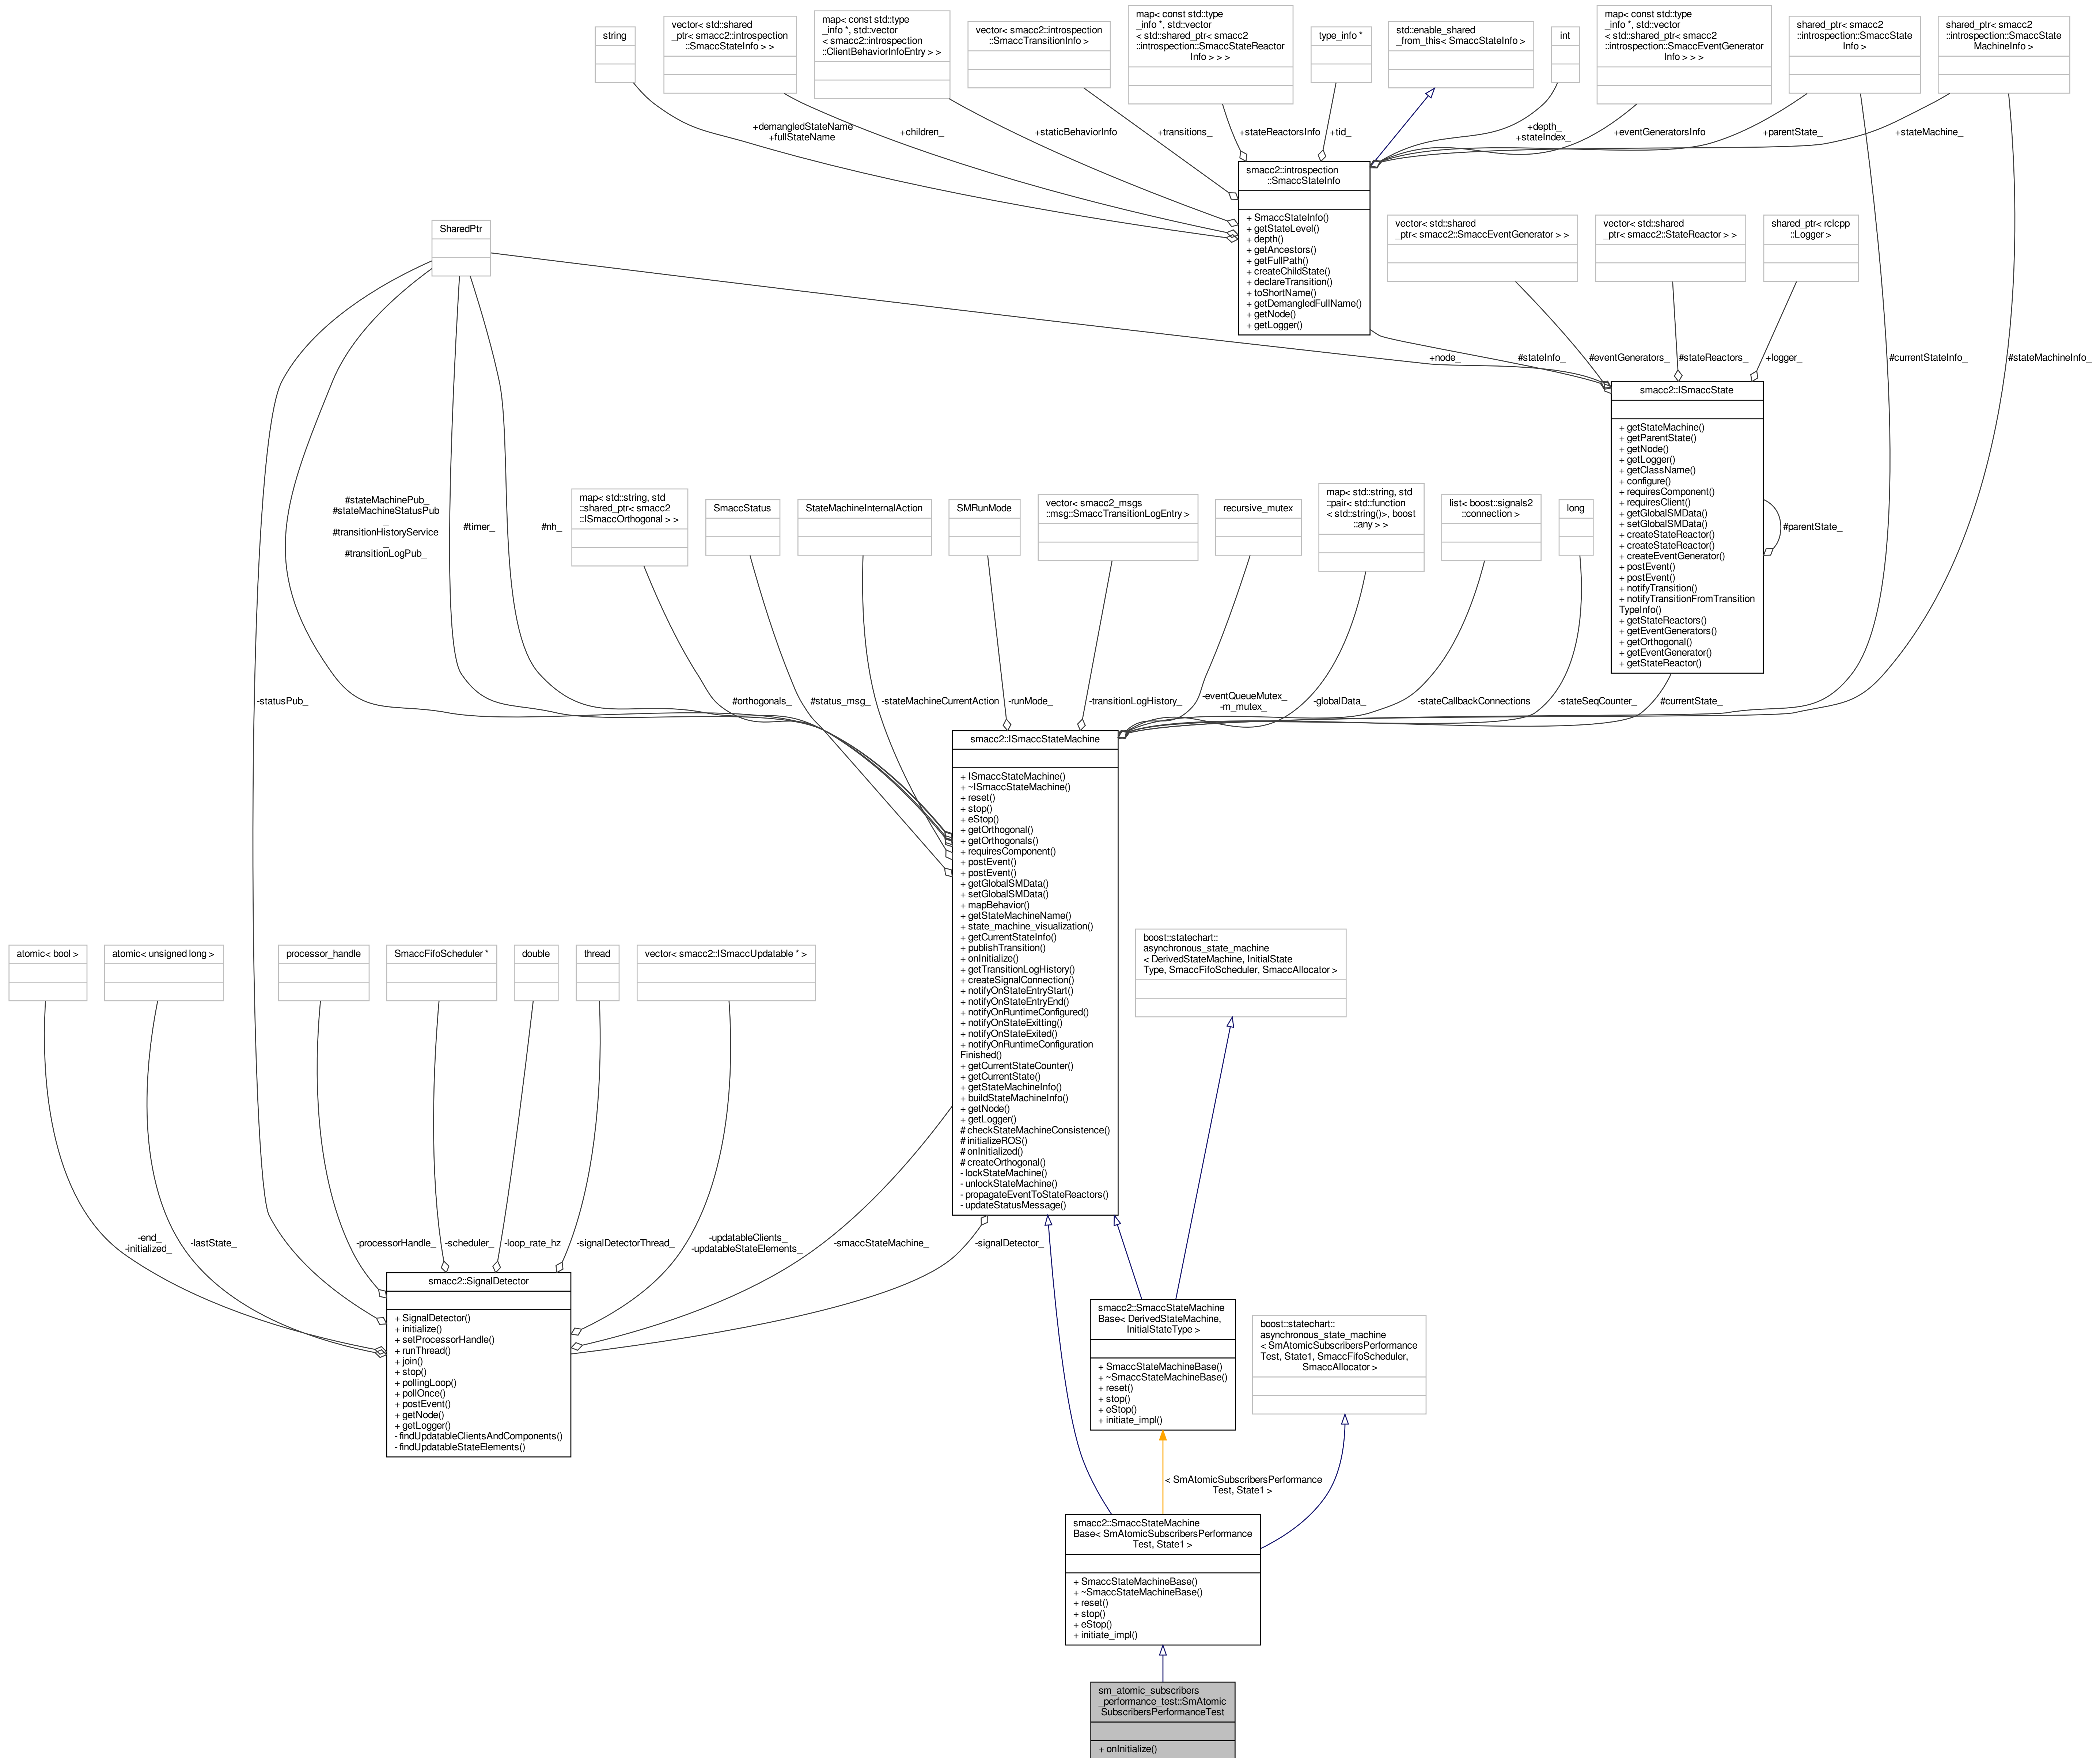 string
vector< std::shared
_ptr< smacc2::introspection
::SmaccStateInfo > >
map< const std::type
_info *, std::vector
< smacc2::introspection
::ClientBehaviorInfoEntry > >
vector< smacc2::introspection
::SmaccTransitionInfo >
map< const std::type
_info *, std::vector
< std::shared_ptr< smacc2
::introspection::SmaccStateReactor
Info > > >
type_info *
std::enable_shared
_from_this< SmaccStateInfo >
int
map< const std::type
_info *, std::vector
< std::shared_ptr< smacc2
::introspection::SmaccEventGenerator
Info > > >
shared_ptr< smacc2
::introspection::SmaccState
Info >
shared_ptr< smacc2
::introspection::SmaccState
MachineInfo >
+demangledStateName
+fullStateName
+children_
+staticBehaviorInfo
+transitions_
+stateReactorsInfo
+tid_
+depth_
+stateIndex_
+eventGeneratorsInfo
+parentState_
+stateMachine_
smacc2::introspection
::SmaccStateInfo
+ SmaccStateInfo()
+ getStateLevel()
+ depth()
+ getAncestors()
+ getFullPath()
+ createChildState()
+ declareTransition()
+ toShortName()
+ getDemangledFullName()
+ getNode()
+ getLogger()
SharedPtr
vector< std::shared
_ptr< smacc2::SmaccEventGenerator > >
vector< std::shared
_ptr< smacc2::StateReactor > >
shared_ptr< rclcpp
::Logger >
+node_
#stateInfo_
#eventGenerators_
#stateReactors_
+logger_
#currentStateInfo_
#stateMachineInfo_
smacc2::ISmaccState
+ getStateMachine()
+ getParentState()
+ getNode()
+ getLogger()
+ getClassName()
+ configure()
+ requiresComponent()
+ requiresClient()
+ getGlobalSMData()
+ setGlobalSMData()
+ createStateReactor()
+ createStateReactor()
+ createEventGenerator()
+ postEvent()
+ postEvent()
+ notifyTransition()
+ notifyTransitionFromTransition
TypeInfo()
+ getStateReactors()
+ getEventGenerators()
+ getOrthogonal()
+ getEventGenerator()
+ getStateReactor()
#parentState_
#stateMachinePub_
#stateMachineStatusPub
_
#transitionHistoryService
_
#transitionLogPub_
#timer_
#nh_
map< std::string, std
::shared_ptr< smacc2
::ISmaccOrthogonal > >
SmaccStatus
StateMachineInternalAction
SMRunMode
vector< smacc2_msgs
::msg::SmaccTransitionLogEntry >
recursive_mutex
map< std::string, std
::pair< std::function
< std::string()>, boost
::any > >
list< boost::signals2
::connection >
long
-statusPub_
#orthogonals_
#status_msg_
-stateMachineCurrentAction
-runMode_
-transitionLogHistory_
-eventQueueMutex_
-m_mutex_
-globalData_
-stateCallbackConnections
-stateSeqCounter_
#currentState_
smacc2::ISmaccStateMachine
+ ISmaccStateMachine()
+ ~ISmaccStateMachine()
+ reset()
+ stop()
+ eStop()
+ getOrthogonal()
+ getOrthogonals()
+ requiresComponent()
+ postEvent()
+ postEvent()
+ getGlobalSMData()
+ setGlobalSMData()
+ mapBehavior()
+ getStateMachineName()
+ state_machine_visualization()
+ getCurrentStateInfo()
+ publishTransition()
+ onInitialize()
+ getTransitionLogHistory()
+ createSignalConnection()
+ notifyOnStateEntryStart()
+ notifyOnStateEntryEnd()
+ notifyOnRuntimeConfigured()
+ notifyOnStateExitting()
+ notifyOnStateExited()
+ notifyOnRuntimeConfiguration
Finished()
+ getCurrentStateCounter()
+ getCurrentState()
+ getStateMachineInfo()
+ buildStateMachineInfo()
+ getNode()
+ getLogger()
# checkStateMachineConsistence()
# initializeROS()
# onInitialized()
# createOrthogonal()
- lockStateMachine()
- unlockStateMachine()
- propagateEventToStateReactors()
- updateStatusMessage()
atomic< bool >
atomic< unsigned long >
processor_handle
SmaccFifoScheduler *
double
thread
vector< smacc2::ISmaccUpdatable * >
boost::statechart::
asynchronous_state_machine
< DerivedStateMachine, InitialState
Type, SmaccFifoScheduler, SmaccAllocator >
-end_
-initialized_
-lastState_
-processorHandle_
-scheduler_
-loop_rate_hz
-signalDetectorThread_
-updatableClients_
-updatableStateElements_
-smaccStateMachine_
-signalDetector_
smacc2::SignalDetector
+ SignalDetector()
+ initialize()
+ setProcessorHandle()
+ runThread()
+ join()
+ stop()
+ pollingLoop()
+ pollOnce()
+ postEvent()
+ getNode()
+ getLogger()
- findUpdatableClientsAndComponents()
- findUpdatableStateElements()
smacc2::SmaccStateMachine
Base< DerivedStateMachine,
InitialStateType >
+ SmaccStateMachineBase()
+ ~SmaccStateMachineBase()
+ reset()
+ stop()
+ eStop()
+ initiate_impl()
boost::statechart::
asynchronous_state_machine
< SmAtomicSubscribersPerformance
Test, State1, SmaccFifoScheduler,
SmaccAllocator >
< SmAtomicSubscribersPerformance
Test, State1 >
smacc2::SmaccStateMachine
Base< SmAtomicSubscribersPerformance
Test, State1 >
+ SmaccStateMachineBase()
+ ~SmaccStateMachineBase()
+ reset()
+ stop()
+ eStop()
+ initiate_impl()
sm_atomic_subscribers
_performance_test::SmAtomic
SubscribersPerformanceTest
+ onInitialize()